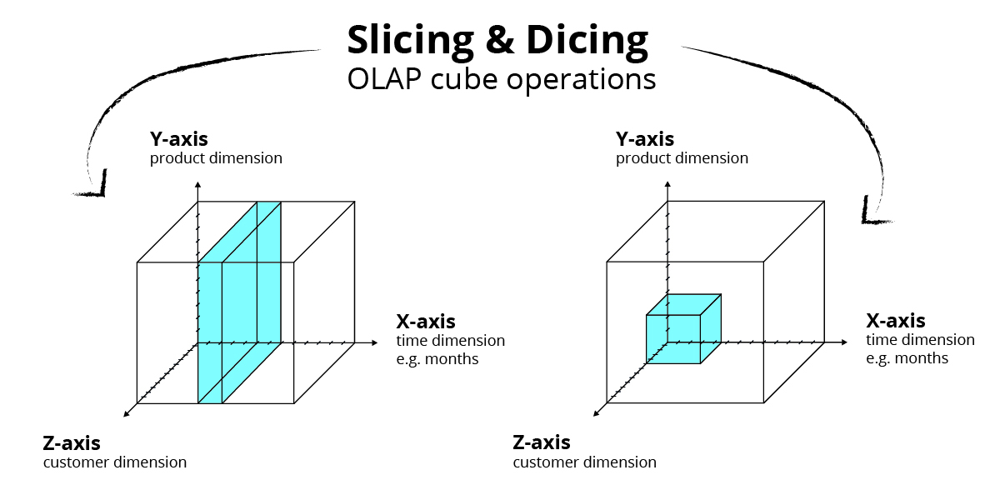 Slicing & Dicing
OLAP cube operations
Y-axis
product dimension
X-axis
time dimension
e.g. months
Z-axis
customer dimension
Y-axis
product dimension
X-axis
time dimension
e.g. months
Z-axis
customer dimension